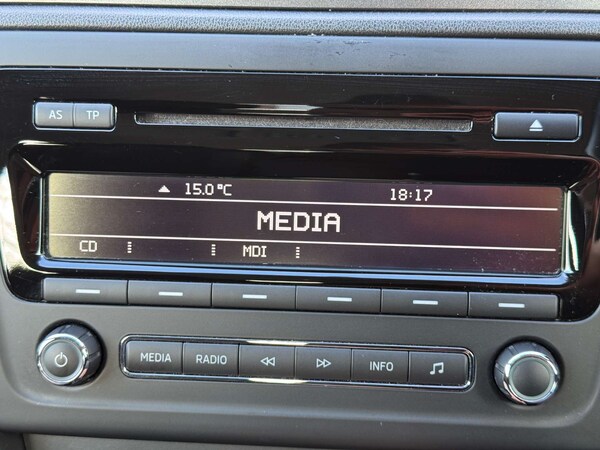 AS TP
15.0°C 18:17
MEDIA
CD MDI
MEDIA RADIO INFO